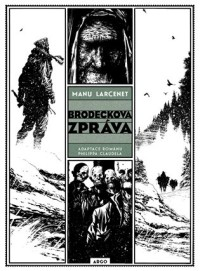 MANU LARCENET
BRODECKOVA
ZPRÁVA
ADAPTACE ROMÁNU
PHILIPPA CLAUDELA
ARGO